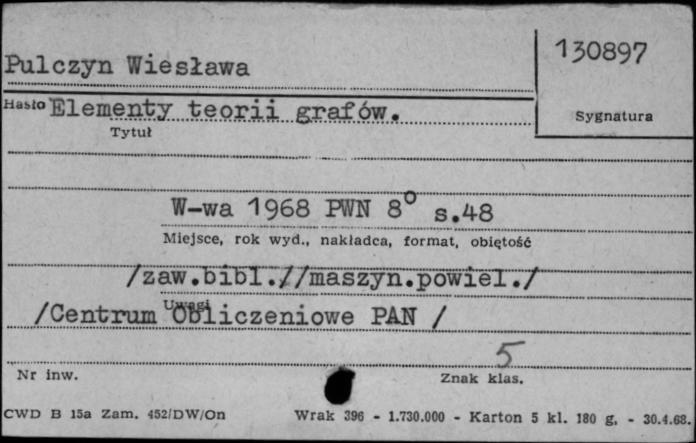 Pulczyn Wiesława
130897
Hasło Elementy teorii grafów.
Sygnatura
Tytuł
W-wa 1968 PWN 8° s.48
Miejsce, rok wyd., nakładca, format, objętość
/zaw.bibl.//maszyn.powiel./
Uwagi
/Centrum Obliczeniowe PAN /
5
Nr inw.
Znak klas.
CWD B 15a Zam. 452/DW/On Wrak 396 - 1.730.000 - Karton 5 kl. 180 g. - 30.4.68.